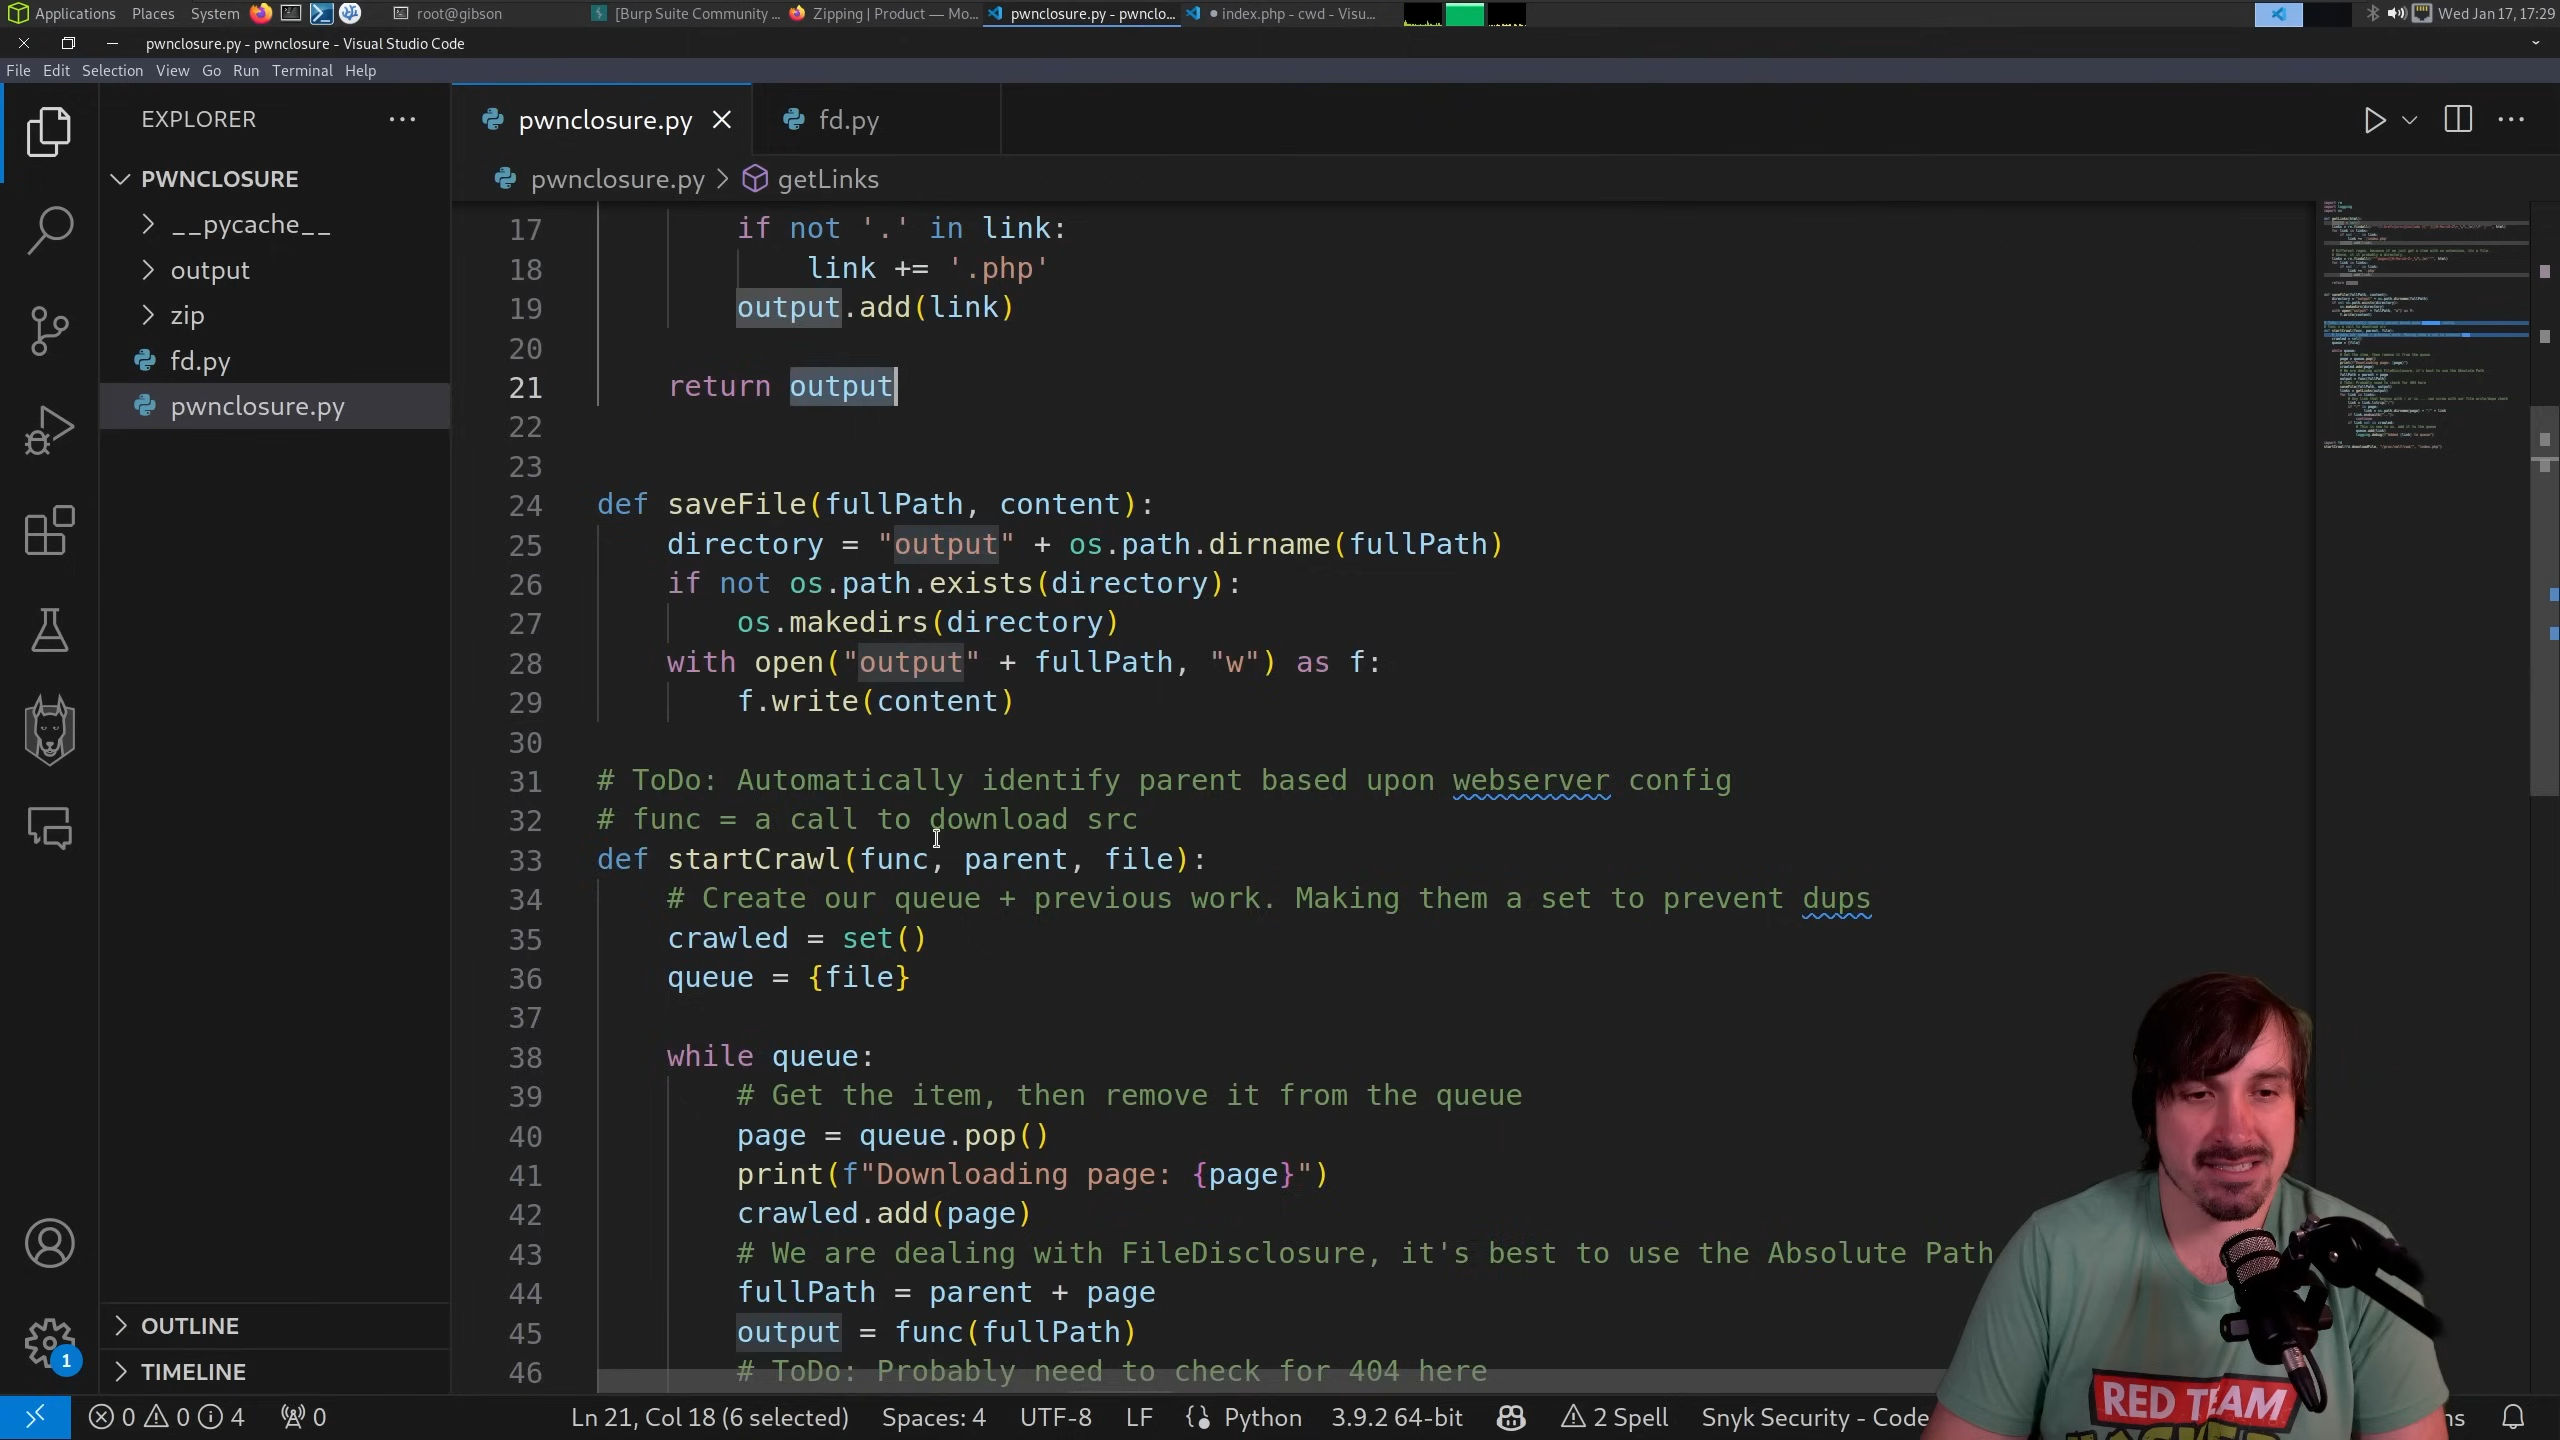 Applications Places System root@gibson [Burp Suite Community ... Zipping | Product — Mo... pwnclosure.py - pwnclo... • index.php - cwd - Visu... Wed Jan 17, 17:29
pwnclosure.py - pwnclosure - Visual Studio Code
File Edit Selection View Go Run Terminal Help
EXPLORER
PWNCLOSURE
__pycache__
output
zip
fd.py
pwnclosure.py
OUTLINE
TIMELINE
pwnclosure.py fd.py
pwnclosure.py > getLinks
17 if not '.' in link:
18 link += '.php'
19 output.add(link)
20
21 return output
22
23
24 def saveFile(fullPath, content):
25 directory = "output" + os.path.dirname(fullPath)
26 if not os.path.exists(directory):
27 os.makedirs(directory)
28 with open("output" + fullPath, "w") as f:
29 f.write(content)
30
31 # ToDo: Automatically identify parent based upon webserver config
32 # func = a call to download src
33 def startCrawl(func, parent, file):
34 # Create our queue + previous work. Making them a set to prevent dups
35 crawled = set()
36 queue = {file}
37
38 while queue:
39 # Get the item, then remove it from the queue
40 page = queue.pop()
41 print(f"Downloading page: {page}")
42 crawled.add(page)
43 # We are dealing with FileDisclosure, it's best to use the Absolute Path
44 fullPath = parent + page
45 output = func(fullPath)
46 # ToDo: Probably need to check for 404 here
RED TEAM
1
0 0 4 0 Ln 21, Col 18 (6 selected) Spaces: 4 UTF-8 LF Python 3.9.2 64-bit 2 Spell Snyk Security - Code